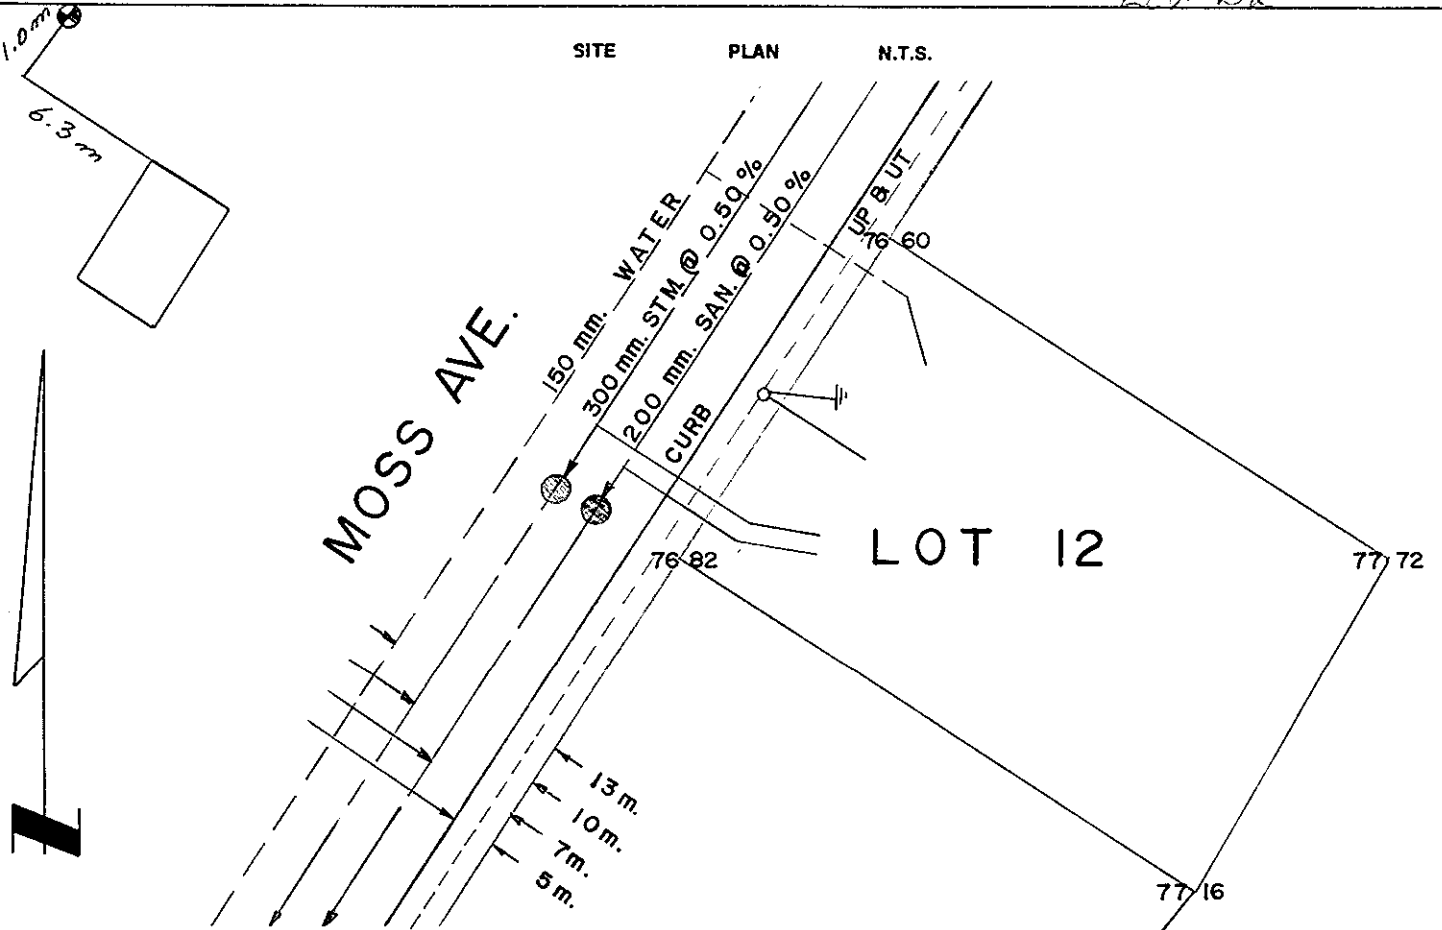 SITE PLAN N.T.S.
1.0 m
6.3 m
MOSS AVE.
150 mm. WATER
300 mm. STM. @ 0.50 %
200 mm. SAN. @ 0.50 %
CURB
UP & UT
76 60
76 82
LOT 12
77 72
77 16
13 m.
10 m.
7 m.
5 m.